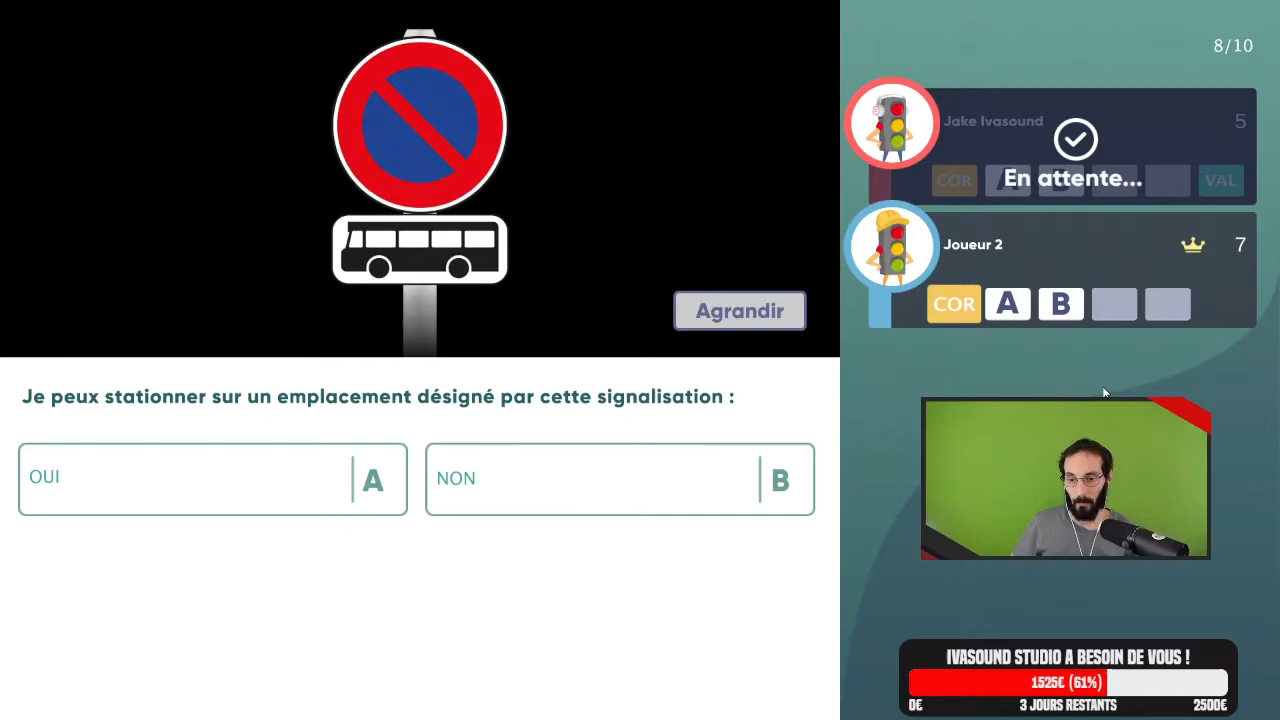 8/10
Jake Ivasound 5
COR A B VAL
En attente...
Joueur 2 7
COR A B
Agrandir
Je peux stationner sur un emplacement désigné par cette signalisation :
OUI A
NON B
IVASOUND STUDIO A BESOIN DE VOUS !
1525€ (61%)
0€ 3 JOURS RESTANTS 2500€